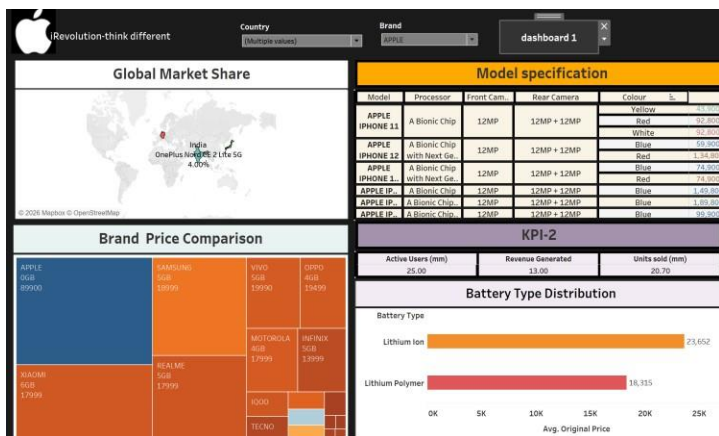 iRevolution-think different
Country
(Multiple values)
Brand
APPLE
dashboard 1
Global Market Share
India
OnePlus Nord CE 2 Lite 5G
4.00%
© 2026 Mapbox © OpenStreetMap
Model specification
Model Processor Front Cam.. Rear Camera Colour
APPLE IPHONE 11 A Bionic Chip 12MP 12MP + 12MP Yellow 43,900
Red 92,800
White 92,800
APPLE IPHONE 12 A Bionic Chip with Next Ge.. 12MP 12MP + 12MP Blue 59,900
Red 1,34,80
APPLE IPHONE 1.. A Bionic Chip with Next Ge.. 12MP 12MP + 12MP Blue 74,900
Red 74,900
APPLE IP.. A Bionic Chip 12MP 12MP + 12MP Blue 1,49,80
APPLE IP.. A Bionic Chip.. 12MP 12MP + 12MP Blue 1,89,80
APPLE IP.. A Bionic Chip.. 12MP 12MP + 12MP Blue 99,900
Brand Price Comparison
APPLE
0GB
89900
SAMSUNG
5GB
18999
VIVO
5GB
19990
OPPO
4GB
19499
XIAOMI
6GB
17999
REALME
5GB
17999
MOTOROLA
4GB
17999
INFINIX
5GB
13999
IQOO
TECNO
KPI-2
Active Users (mm) Revenue Generated Units sold (mm)
25.00 13.00 20.70
Battery Type Distribution
Battery Type
Lithium Ion 23,652
Lithium Polymer 18,315
0K 5K 10K 15K 20K 25K
Avg. Original Price